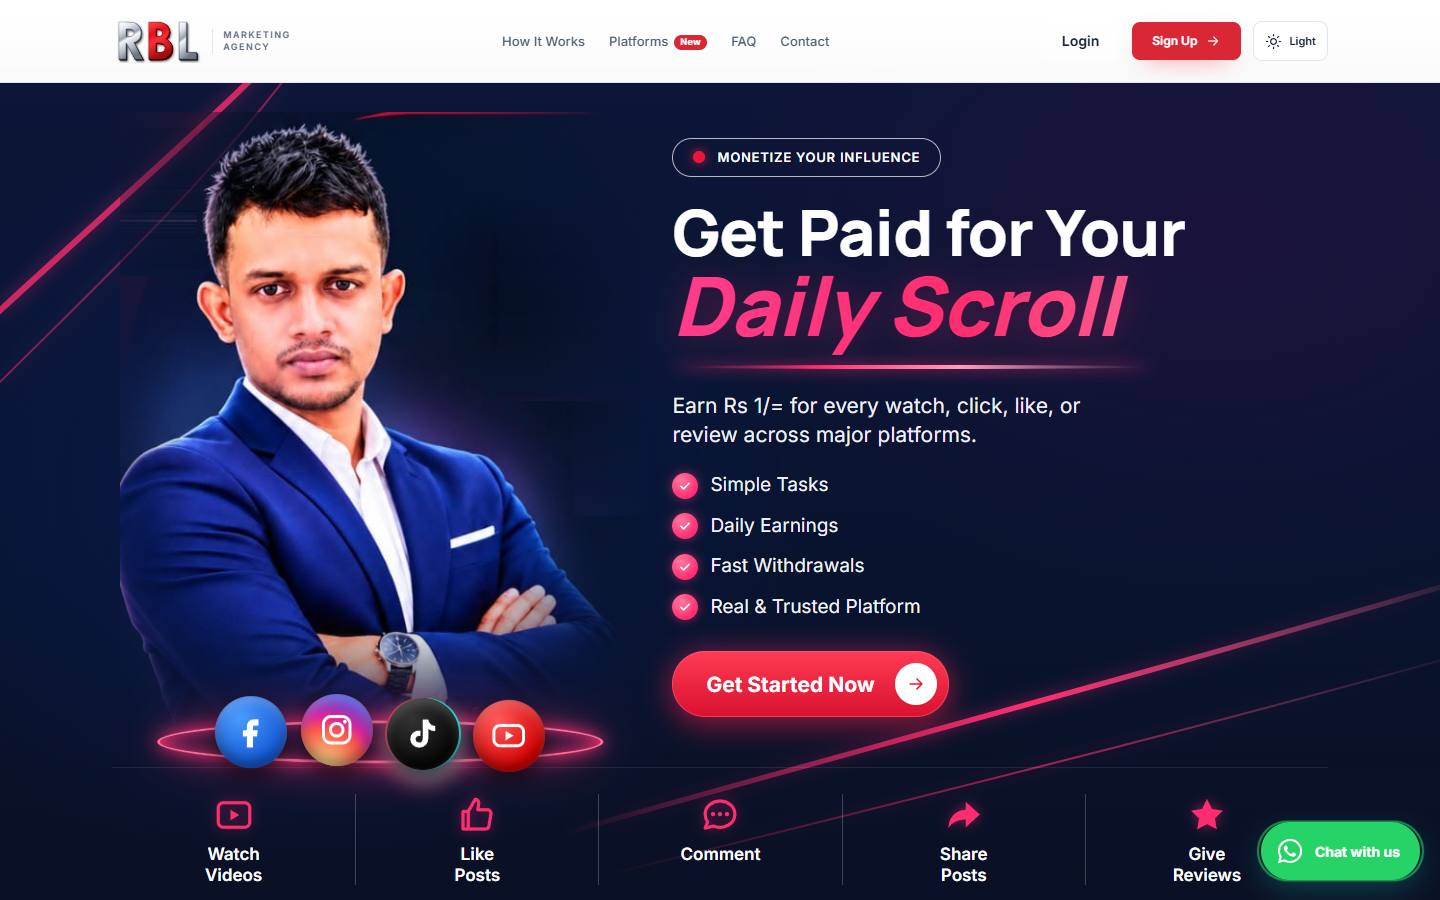 RBL
MARKETING
AGENCY
How It Works
Platforms
New
FAQ
Contact
Login
Sign Up
Light
MONETIZE YOUR INFLUENCE
Get Paid for Your
Daily Scroll
Earn Rs 1/= for every watch, click, like, or
review across major platforms.
Simple Tasks
Daily Earnings
Fast Withdrawals
Real & Trusted Platform
Get Started Now
Watch
Videos
Like
Posts
Comment
Share
Posts
Give
Reviews
Chat with us